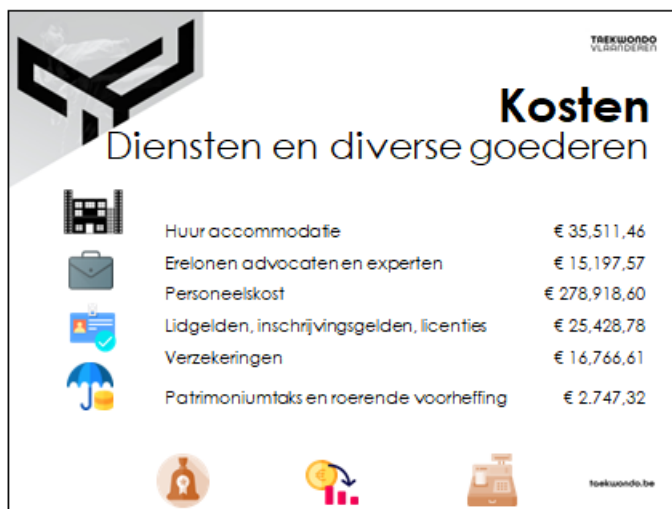 TAEKWONDO
VLAANDEREN
Kosten
Diensten en diverse goederen
Huur accommodatie € 35,511,46
Erelonen advocaten en experten € 15,197,57
Personeelskost € 278,918,60
Lidgelden, inschrijvingsgelden, licenties € 25,428,78
Verzekeringen € 16,766,61
Patrimoniumtaks en roerende voorheffing € 2.747,32
taekwondo.be